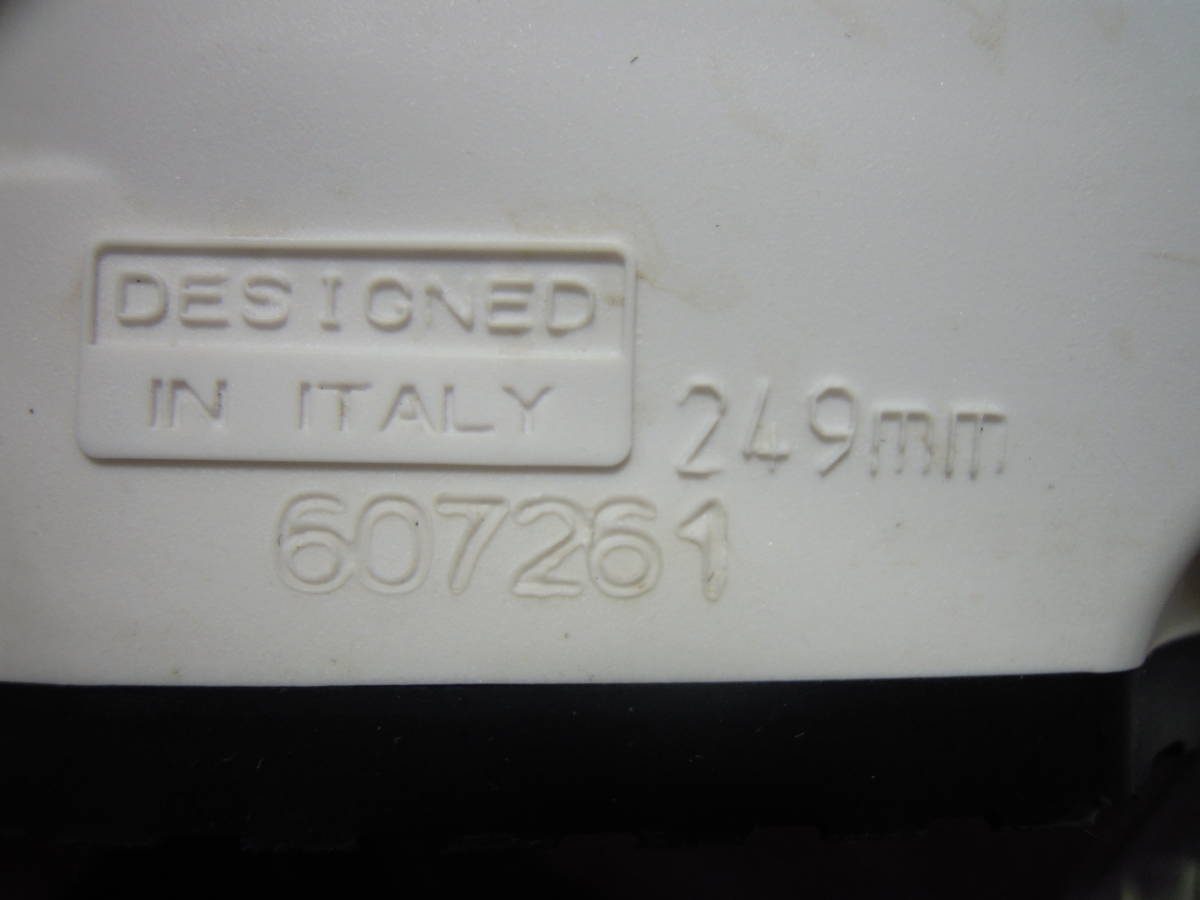 DESIGNED
IN ITALY
249mm
607261